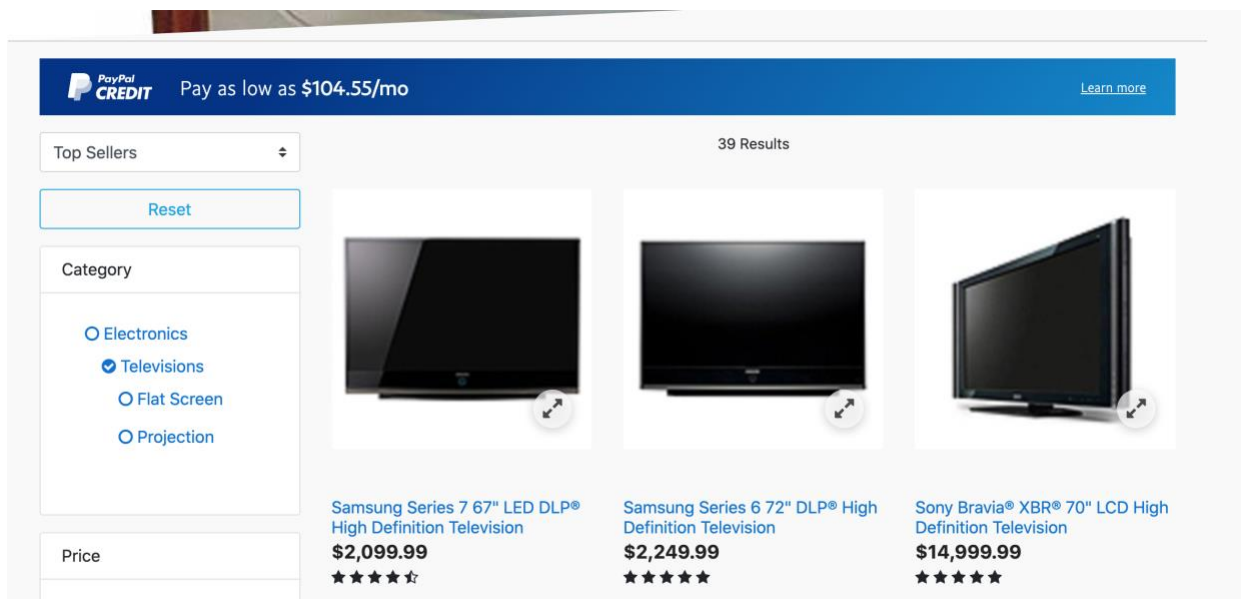 PayPal CREDIT Pay as low as $104.55/mo Learn more
Top Sellers
39 Results
Reset
Category
Electronics
Televisions
Flat Screen
Projection
Price
Samsung Series 7 67" LED DLP®
High Definition Television
$2,099.99
Samsung Series 6 72" DLP® High
Definition Television
$2,249.99
Sony Bravia® XBR® 70" LCD High
Definition Television
$14,999.99